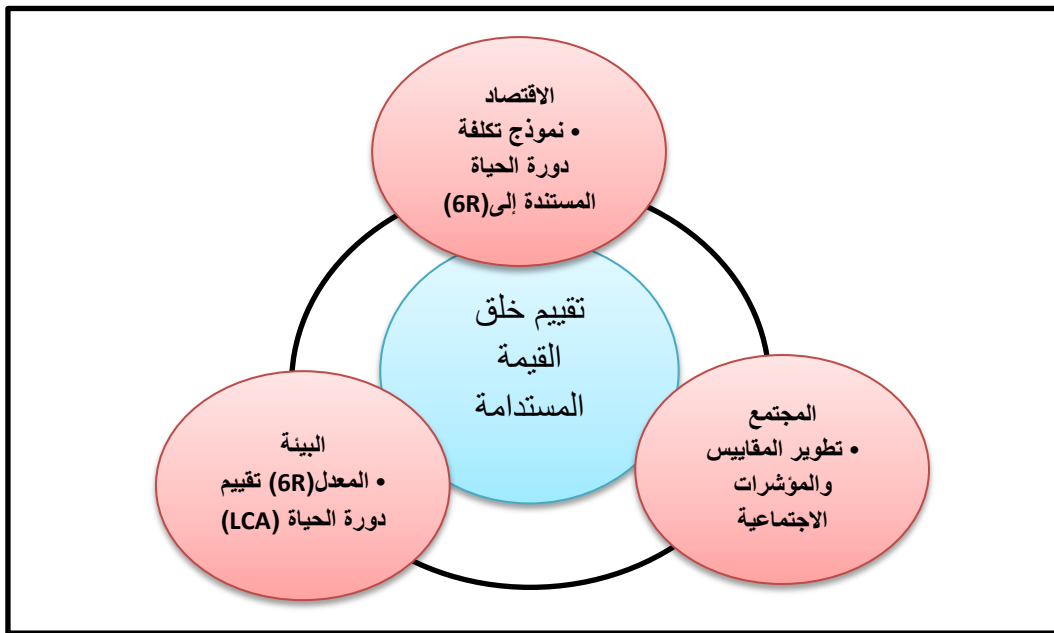 الاقتصاد
• نموذج تكلفة
دورة الحياة
المستندة إلى(6R)
تقييم خلق
القيمة
المستدامة
المجتمع
• تطوير المقاييس
والمؤشرات
الاجتماعية
البيئة
• المعدل(6R) تقييم
دورة الحياة (LCA)